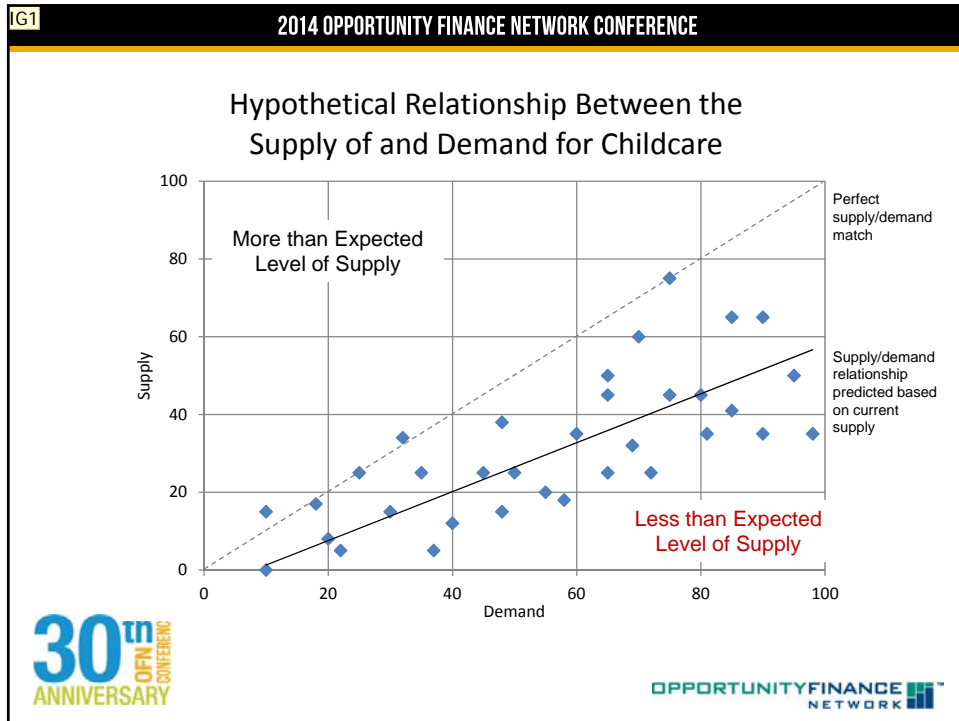 IG1
2014 OPPORTUNITY FINANCE NETWORK CONFERENCE
Hypothetical Relationship Between the
Supply of and Demand for Childcare
100
80
60
40
20
0
Supply
More than Expected
Level of Supply
Perfect
supply/demand
match
Supply/demand
relationship
predicted based
on current
supply
Less than Expected
Level of Supply
0 20 40 60 80 100
Demand
30th
OFN
CONFERENC
ANNIVERSARY
OPPORTUNITYFINANCE
NETWORK™